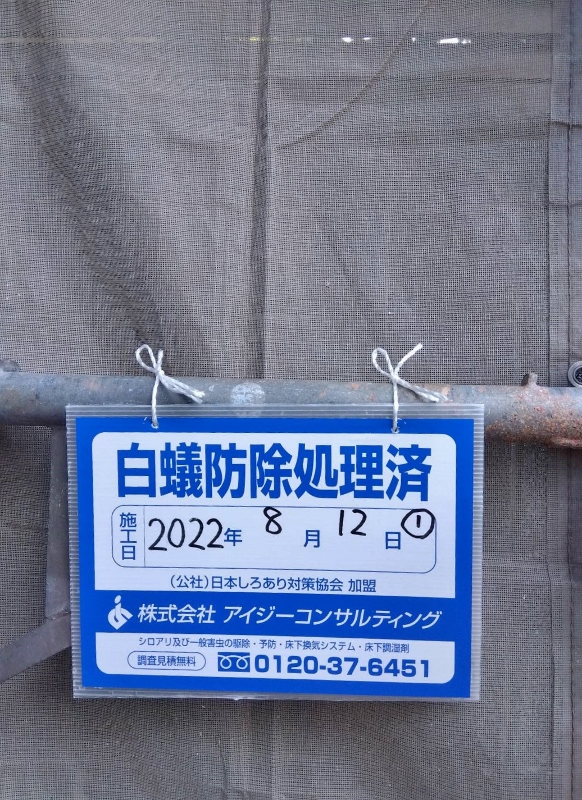 白蟻防除処理済
施工日 2022年 8月 12日①
(公社)日本しろあり対策協会 加盟
株式会社 アイジーコンサルティング
シロアリ及び一般害虫の駆除・予防・床下換気システム・床下調湿剤
調査見積無料 0120-37-6451